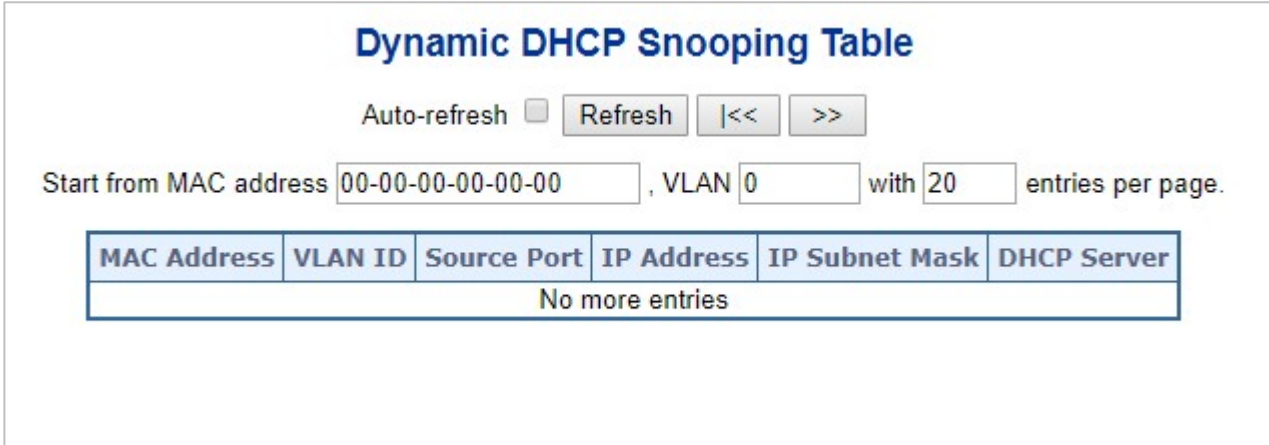 Dynamic DHCP Snooping Table
Auto-refresh Refresh |<< >>
Start from MAC address 00-00-00-00-00-00 , VLAN 0 with 20 entries per page.
MAC Address VLAN ID Source Port IP Address IP Subnet Mask DHCP Server
No more entries